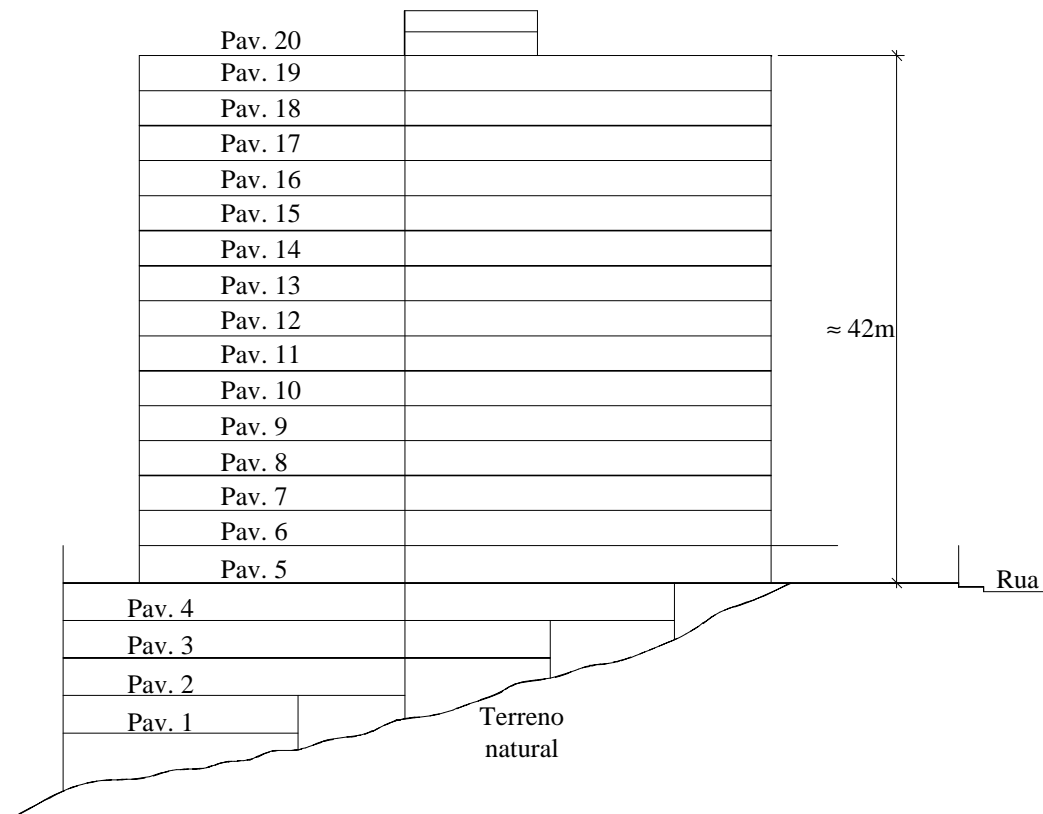 Pav. 20
Pav. 19
Pav. 18
Pav. 17
Pav. 16
Pav. 15
Pav. 14
Pav. 13
Pav. 12
≈ 42m
Pav. 11
Pav. 10
Pav. 9
Pav. 8
Pav. 7
Pav. 6
Pav. 5
Rua
Pav. 4
Pav. 3
Pav. 2
Pav. 1
Terreno
natural